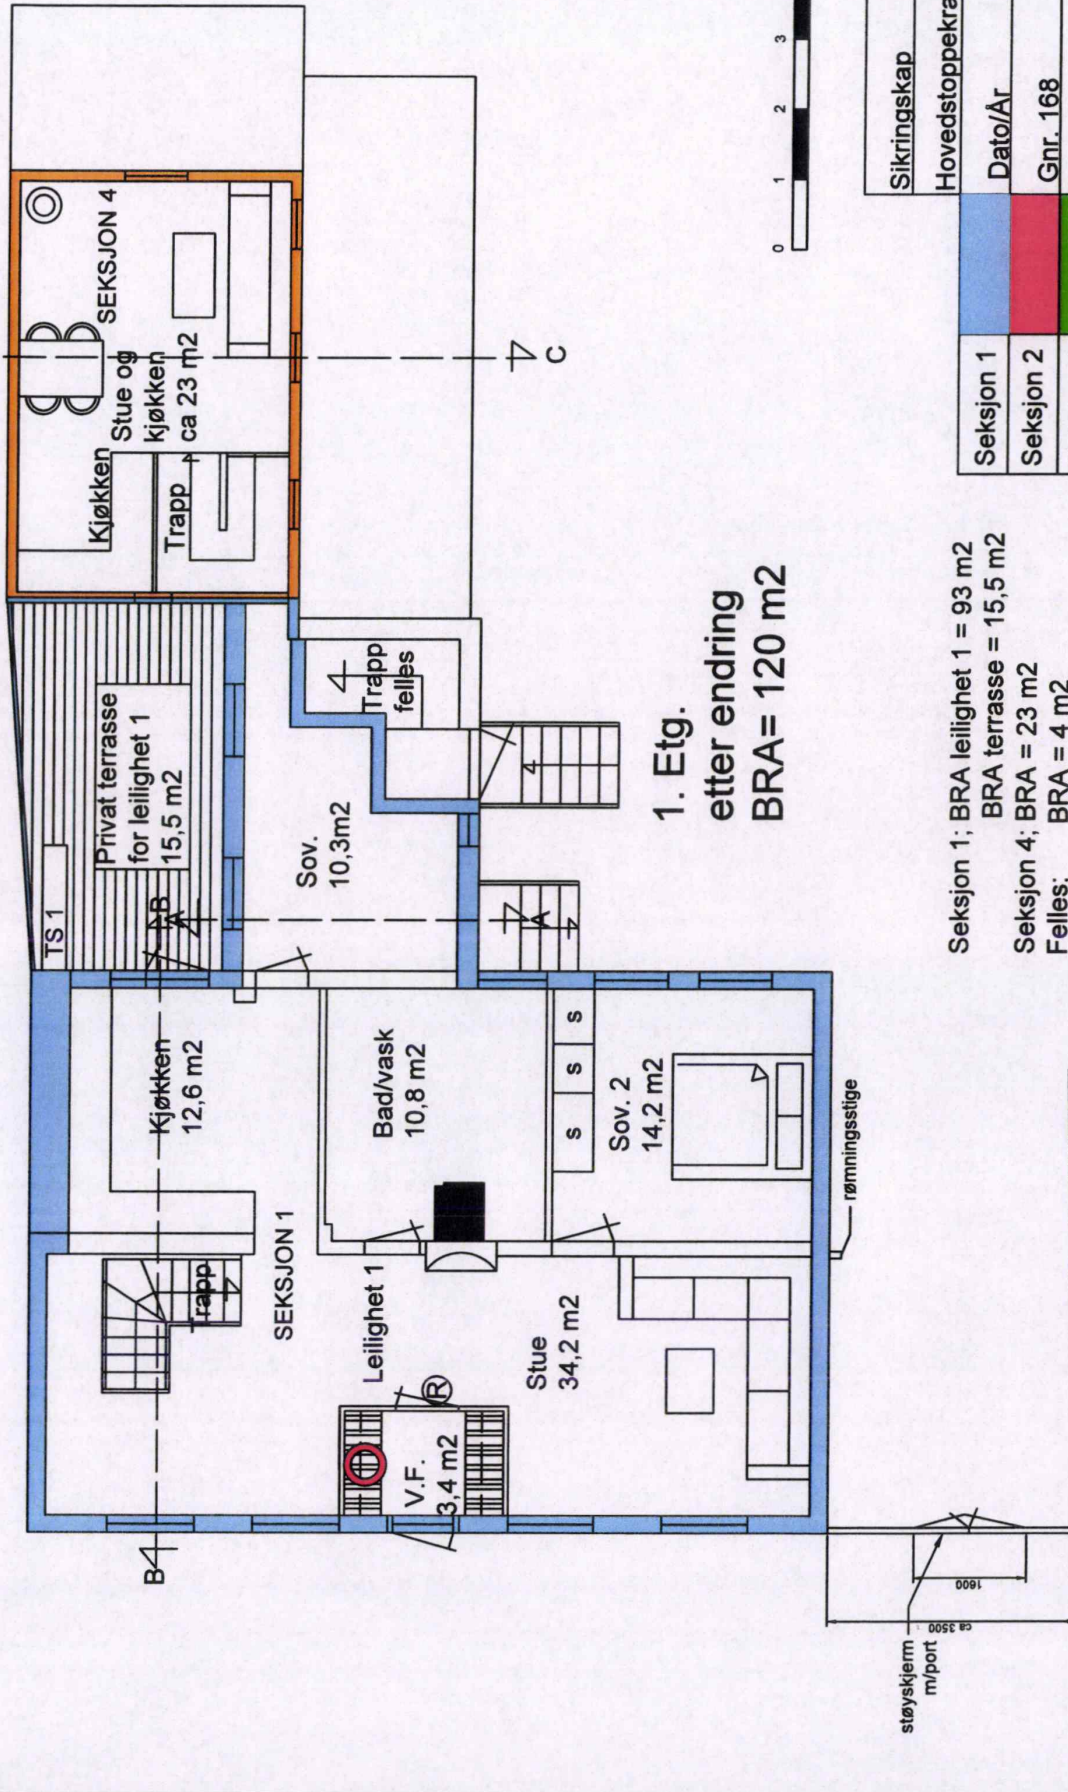 SEKSJON 4
Stue og
kjøkken
ca 23 m2
Kjøkken
Trapp
C
Privat terrasse
for leilighet 1
15,5 m2
TS 1
B
A
Sov.
10,3m2
Trapp
felles
A
Kjøkken
12,6 m2
Bad/vask
10,8 m2
s
s
s
Sov. 2
14,2 m2
rømningsstige
Trapp
SEKSJON 1
Leilighet 1
R
Stue
34,2 m2
V.F.
3,4 m2
B
støyskjerm
m/port
1600
ca 3500
1. Etg.
etter endring
BRA= 120 m2
Seksjon 1; BRA leilighet 1 = 93 m2
BRA terrasse = 15,5 m2
Seksjon 4; BRA = 23 m2
Felles; BRA = 4 m2
0 1 2 3
Sikringskap
Hovedstoppekra
Seksjon 1
Dato/År
Seksjon 2
Gnr. 168